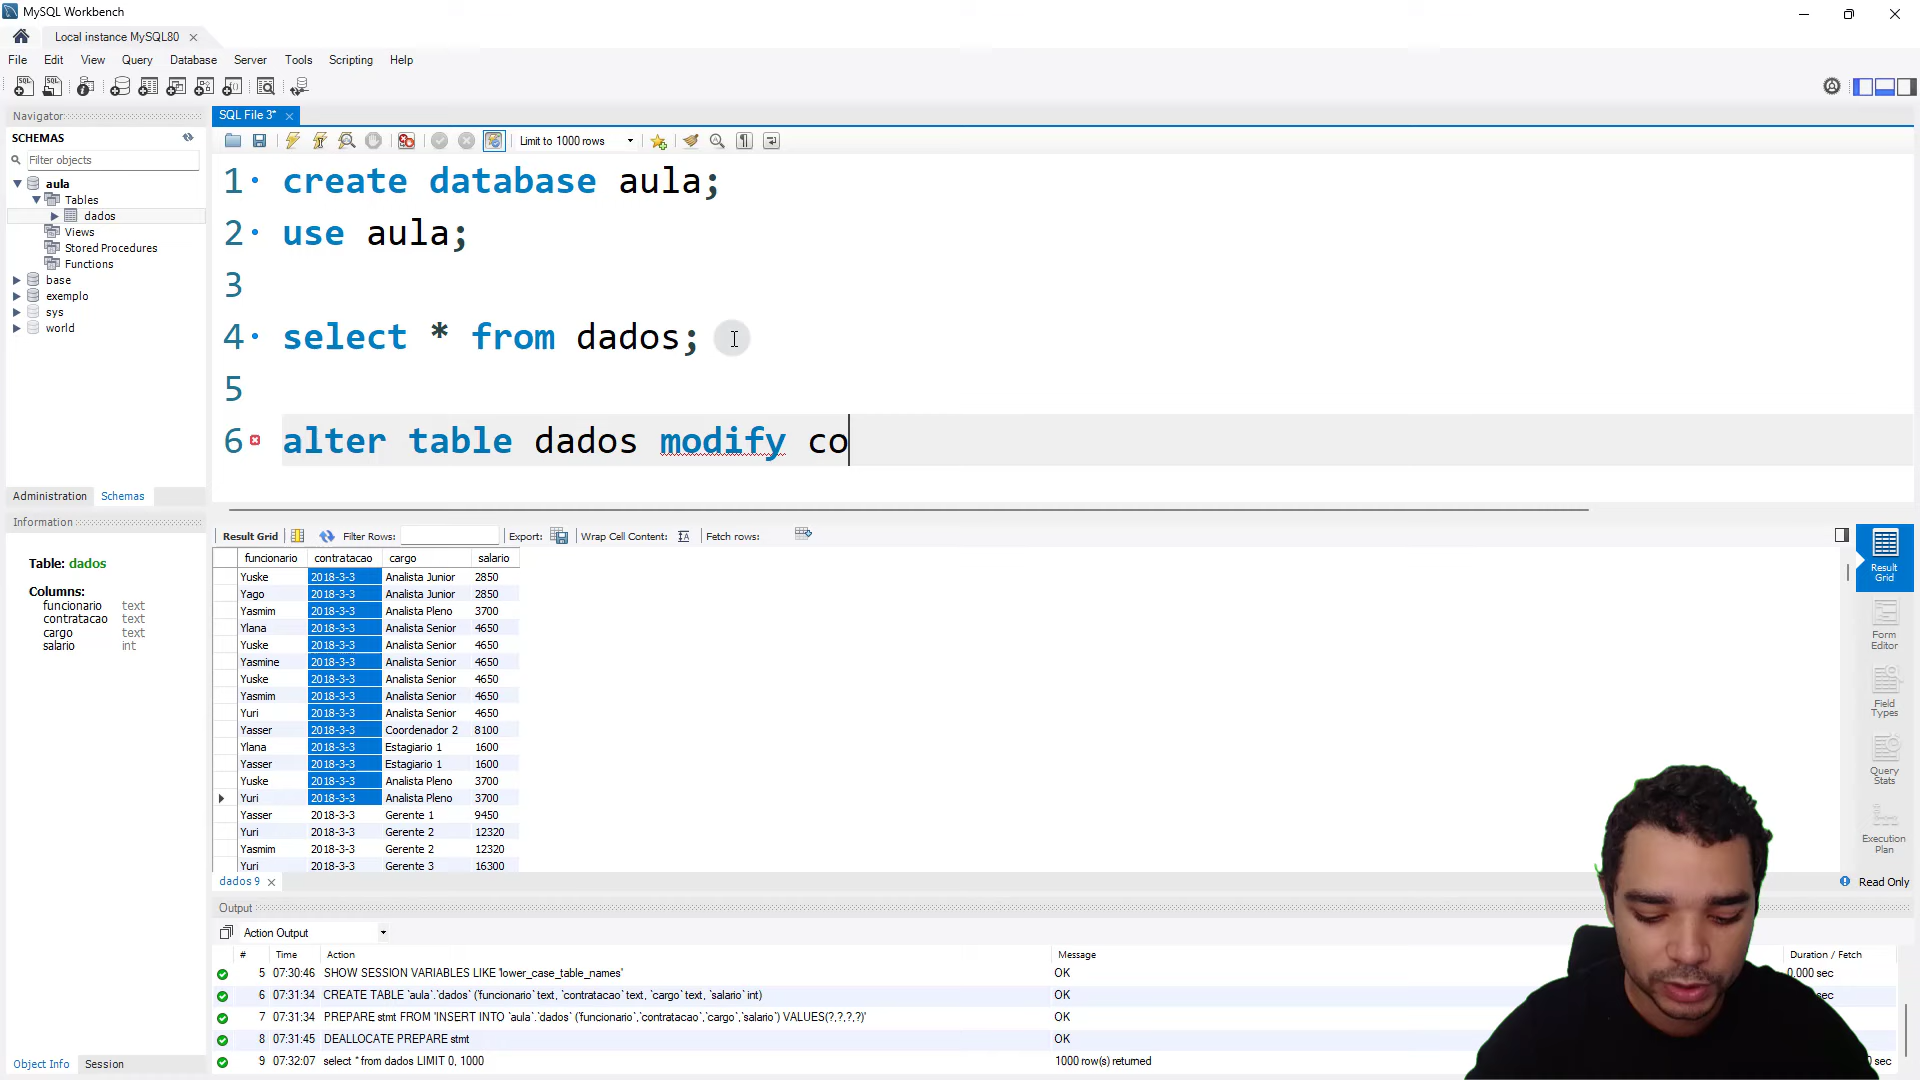 MySQL Workbench
Local instance MySQL80
File Edit View Query Database Server Tools Scripting Help
Navigator
SCHEMAS
Filter objects
aula
Tables
dados
Views
Stored Procedures
Functions
base
exemplo
sys
world
Administration Schemas
Information
Table: dados
Columns:
funcionario text
contratacao text
cargo text
salario int
Object Info Session
SQL File 3*
Limit to 1000 rows
1 create database aula;
2 use aula;
3
4 select * from dados;
5
6 alter table dados modify co
Result Grid Filter Rows: Export: Wrap Cell Content: Fetch rows:
funcionario contratacao cargo salario
Yuske 2018-3-3 Analista Junior 2850
Yago 2018-3-3 Analista Junior 2850
Yasmim 2018-3-3 Analista Pleno 3700
Ylana 2018-3-3 Analista Senior 4650
Yuske 2018-3-3 Analista Senior 4650
Yasmine 2018-3-3 Analista Senior 4650
Yuske 2018-3-3 Analista Senior 4650
Yasmim 2018-3-3 Analista Senior 4650
Yuri 2018-3-3 Analista Senior 4650
Yasser 2018-3-3 Coordenador 2 8100
Ylana 2018-3-3 Estagiario 1 1600
Yasser 2018-3-3 Estagiario 1 1600
Yuske 2018-3-3 Analista Pleno 3700
Yuri 2018-3-3 Analista Pleno 3700
Yasser 2018-3-3 Gerente 1 9450
Yuri 2018-3-3 Gerente 2 12320
Yasmim 2018-3-3 Gerente 2 12320
Yuri 2018-3-3 Gerente 3 16300
Result
Grid
Form
Editor
Field
Types
Query
Stats
Execution
Plan
dados 9
Read Only
Output
Action Output
# Time Action Message Duration / Fetch
5 07:30:46 SHOW SESSION VARIABLES LIKE 'lower_case_table_names' OK 0.000 sec
6 07:31:34 CREATE TABLE `aula`.`dados` (`funcionario` text, `contratacao` text, `cargo` text, `salario` int) OK sec
7 07:31:34 PREPARE stmt FROM 'INSERT INTO `aula`.`dados` (`funcionario`,`contratacao`,`cargo`,`salario`) VALUES(?,?,?,?)' OK
8 07:31:45 DEALLOCATE PREPARE stmt OK
9 07:32:07 select * from dados LIMIT 0, 1000 1000 row(s) returned sec